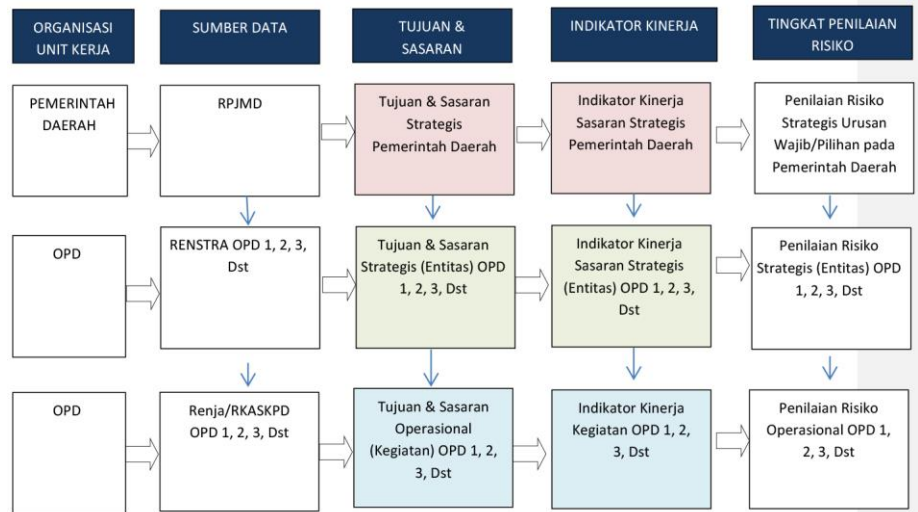 ORGANISASI
UNIT KERJA
SUMBER DATA
TUJUAN &
SASARAN
INDIKATOR KINERJA
TINGKAT PENILAIAN
RISIKO
PEMERINTAH
DAERAH
RPJMD
Tujuan & Sasaran
Strategis
Pemerintah Daerah
Indikator Kinerja
Sasaran Strategis
Pemerintah Daerah
Penilaian Risiko
Strategis Urusan
Wajib/Pilihan pada
Pemerintah Daerah
OPD
RENSTRA OPD 1, 2, 3,
Dst
Tujuan & Sasaran
Strategis (Entitas) OPD
1, 2, 3, Dst
Indikator Kinerja
Sasaran Strategis
(Entitas) OPD 1, 2, 3,
Dst
Penilaian Risiko
Strategis (Entitas) OPD
1, 2, 3, Dst
OPD
Renja/RKASKPD
OPD 1, 2, 3, Dst
Tujuan & Sasaran
Operasional
(Kegiatan) OPD 1, 2,
3, Dst
Indikator Kinerja
Kegiatan OPD 1, 2,
3, Dst
Penilaian Risiko
Operasional OPD 1,
2, 3, Dst